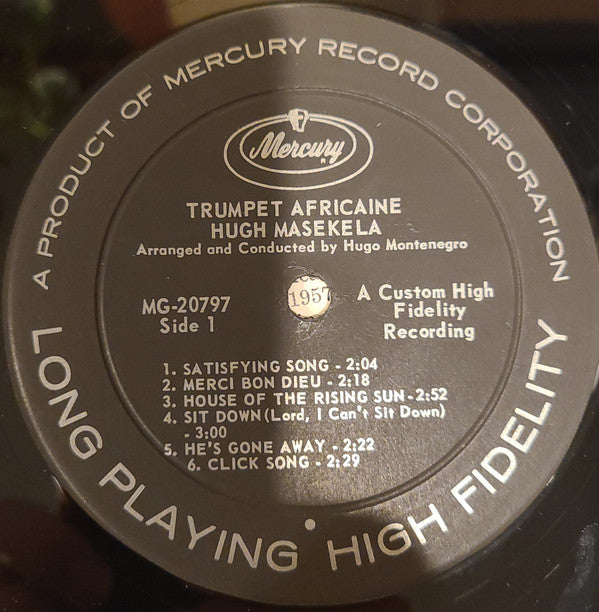 A PRODUCT OF MERCURY RECORD CORPORATION
Mercury
TRUMPET AFRICAINE
HUGH MASEKELA
Arranged and Conducted by Hugo Montenegro
MG-20797
Side 1
1957
A Custom High
Fidelity
Recording
1. SATISFYING SONG - 2:04
2. MERCI BON DIEU - 2:18
3. HOUSE OF THE RISING SUN - 2:52
4. SIT DOWN (Lord, I Can't Sit Down)
- 3:00
5. HE'S GONE AWAY - 2:22
6. CLICK SONG - 2:29
LONG PLAYING • HIGH FIDELITY